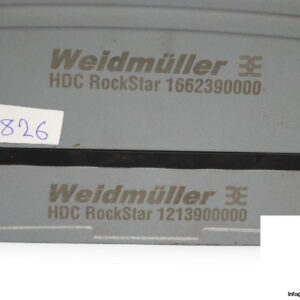 Weidmüller
HDC RockStar 1662390000
826
Weidmüller
HDC RockStar 1213900000